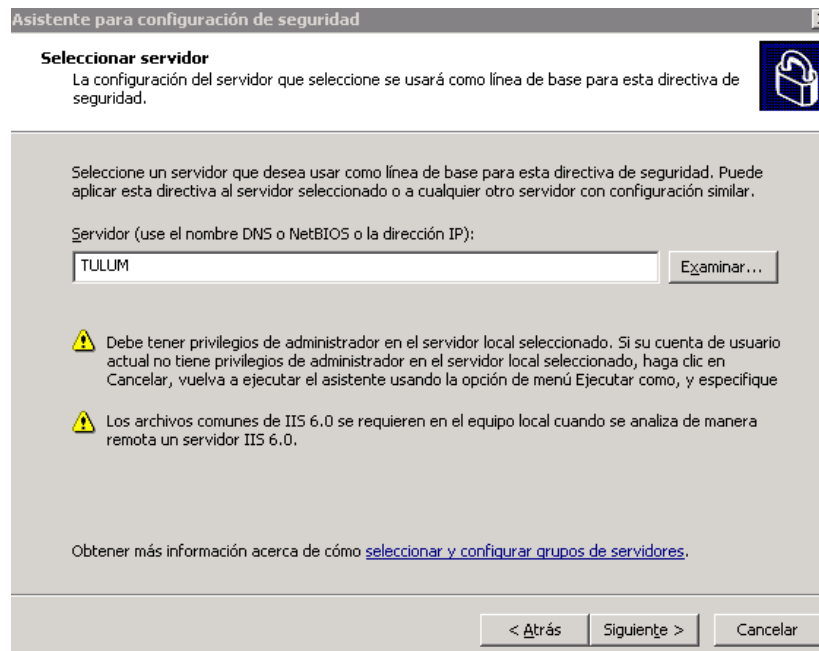 Asistente para configuración de seguridad
Seleccionar servidor
La configuración del servidor que seleccione se usará como línea de base para esta directiva de
seguridad.
Seleccione un servidor que desea usar como línea de base para esta directiva de seguridad. Puede
aplicar esta directiva al servidor seleccionado o a cualquier otro servidor con configuración similar.
Servidor (use el nombre DNS o NetBIOS o la dirección IP):
TULUM
Examinar...
Debe tener privilegios de administrador en el servidor local seleccionado. Si su cuenta de usuario
actual no tiene privilegios de administrador en el servidor local seleccionado, haga clic en
Cancelar, vuelva a ejecutar el asistente usando la opción de menú Ejecutar como, y especifique
Los archivos comunes de IIS 6.0 se requieren en el equipo local cuando se analiza de manera
remota un servidor IIS 6.0.
Obtener más información acerca de cómo seleccionar y configurar grupos de servidores.
< Atrás
Siguiente >
Cancelar